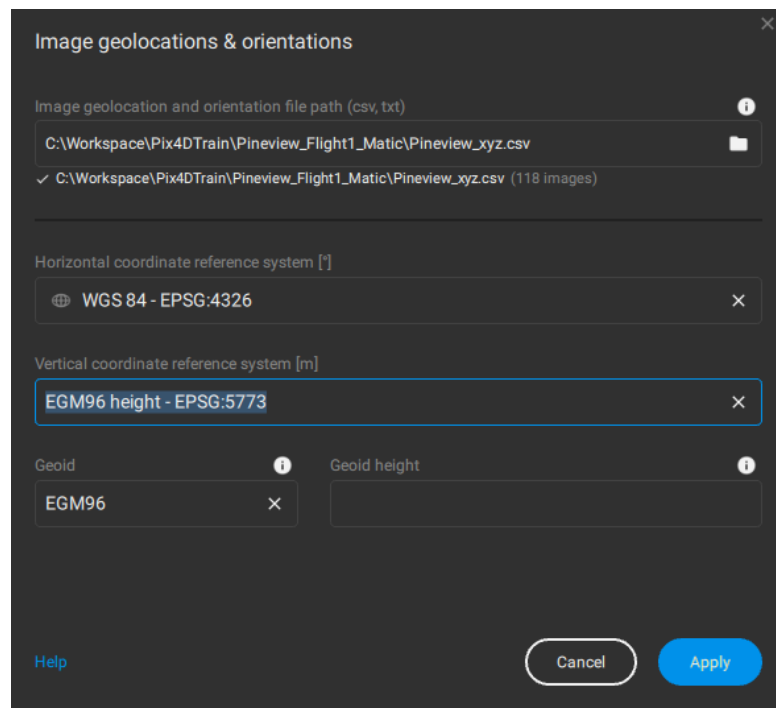 Image geolocations & orientations
Image geolocation and orientation file path (csv, txt)
C:\Workspace\Pix4DTrain\Pineview_Flight1_Matic\Pineview_xyz.csv
C:\Workspace\Pix4DTrain\Pineview_Flight1_Matic\Pineview_xyz.csv (118 images)
Horizontal coordinate reference system [°]
WGS 84 - EPSG:4326
Vertical coordinate reference system [m]
EGM96 height - EPSG:5773
Geoid Geoid height
EGM96
Help Cancel Apply